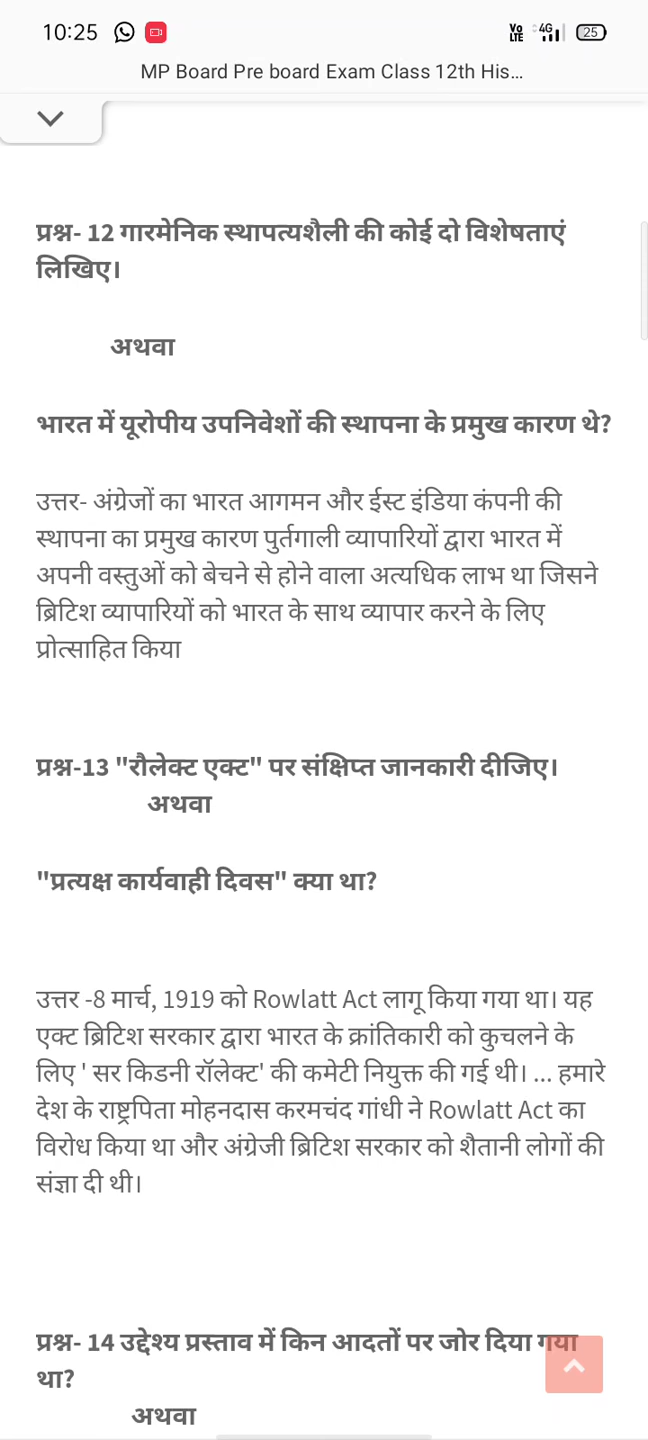 10:25
Vo LTE 4G 25
MP Board Pre board Exam Class 12th His...
प्रश्न- 12 गारमेनिक स्थापत्यशैली की कोई दो विशेषताएं
लिखिए।
अथवा
भारत में यूरोपीय उपनिवेशों की स्थापना के प्रमुख कारण थे?
उत्तर- अंग्रेजों का भारत आगमन और ईस्ट इंडिया कंपनी की
स्थापना का प्रमुख कारण पुर्तगाली व्यापारियों द्वारा भारत में
अपनी वस्तुओं को बेचने से होने वाला अत्यधिक लाभ था जिसने
ब्रिटिश व्यापारियों को भारत के साथ व्यापार करने के लिए
प्रोत्साहित किया
प्रश्न-13 "रौलेक्ट एक्ट" पर संक्षिप्त जानकारी दीजिए।
अथवा
"प्रत्यक्ष कार्यवाही दिवस" क्या था?
उत्तर -8 मार्च, 1919 को Rowlatt Act लागू किया गया था। यह
एक्ट ब्रिटिश सरकार द्वारा भारत के क्रांतिकारी को कुचलने के
लिए ' सर किडनी रॉलेक्ट' की कमेटी नियुक्त की गई थी। ... हमारे
देश के राष्ट्रपिता मोहनदास करमचंद गांधी ने Rowlatt Act का
विरोध किया था और अंग्रेजी ब्रिटिश सरकार को शैतानी लोगों की
संज्ञा दी थी।
प्रश्न- 14 उद्देश्य प्रस्ताव में किन आदतों पर जोर दिया गया
था?
अथवा